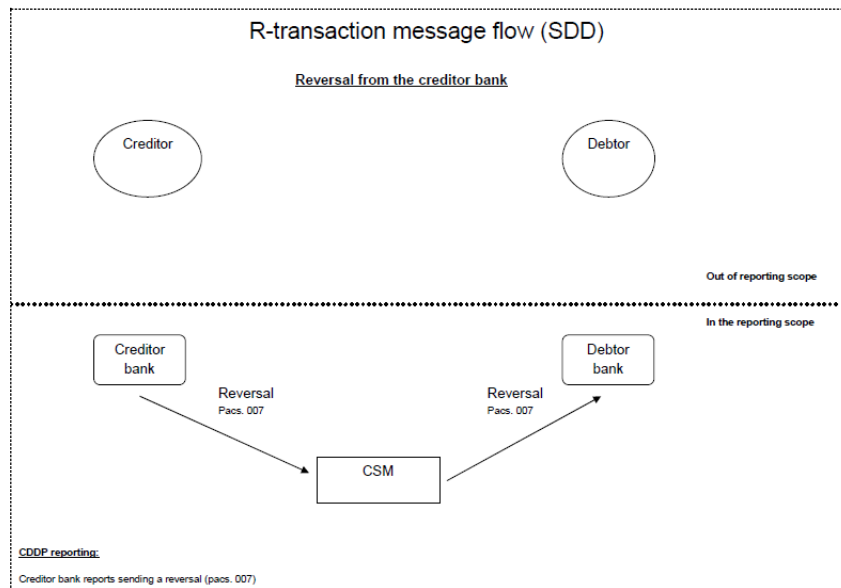 R-transaction message flow (SDD)
Reversal from the creditor bank
Creditor
Debtor
Out of reporting scope
In the reporting scope
Creditor
bank
Debtor
bank
Reversal
Pacs. 007
Reversal
Pacs. 007
CSM
CDDP reporting:
Creditor bank reports sending a reversal (pacs. 007)